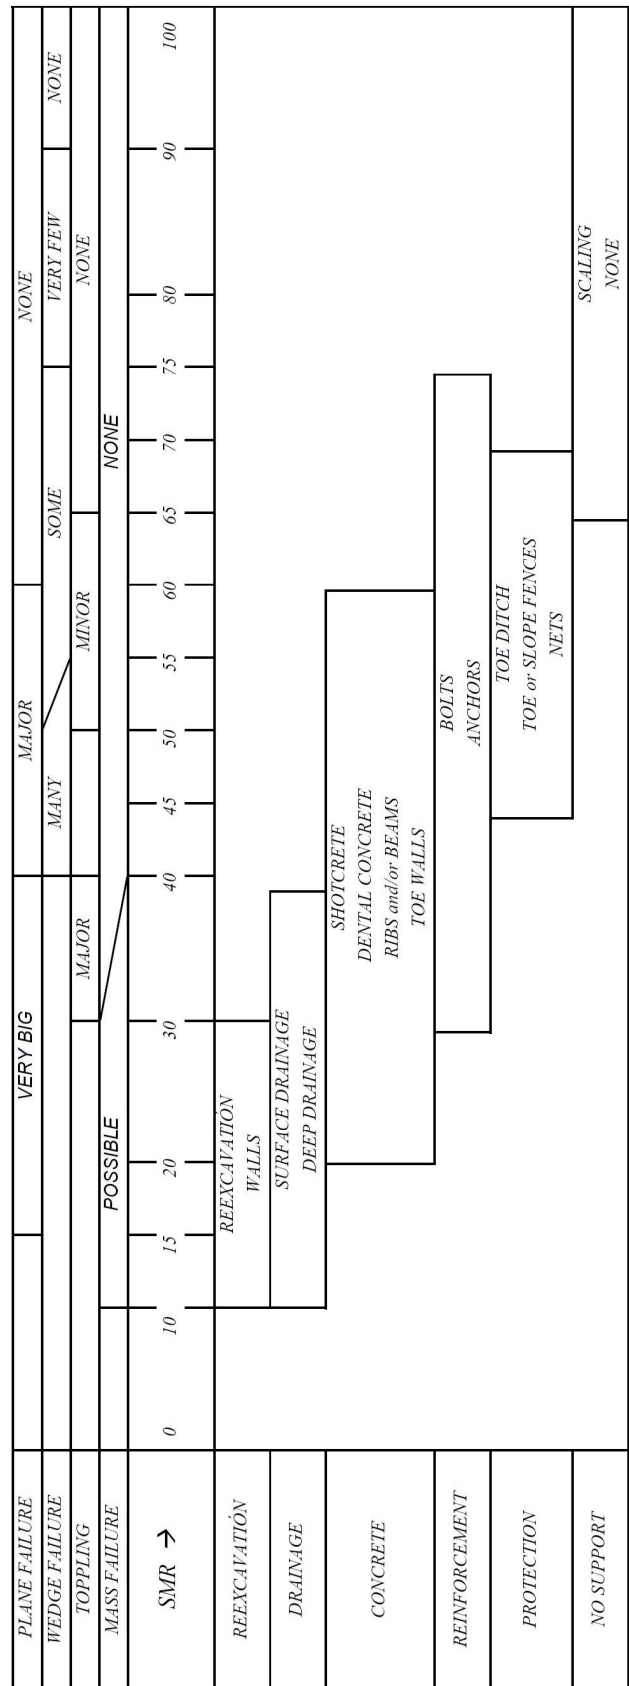 PLANE FAILURE VERY BIG MAJOR NONE
WEDGE FAILURE MANY SOME VERY FEW NONE
TOPPLING MAJOR MINOR NONE
MASS FAILURE POSSIBLE NONE
SMR → 0 10 15 20 30 40 45 50 55 60 65 70 75 80 90 100
REEXCAVATIÓN REEXCAVATIÓN
WALLS
DRAINAGE SURFACE DRAINAGE
DEEP DRAINAGE
CONCRETE SHOTCRETE
DENTAL CONCRETE
RIBS and/or BEAMS
TOE WALLS
REINFORCEMENT BOLTS
ANCHORS
PROTECTION TOE DITCH
TOE or SLOPE FENCES
NETS
NO SUPPORT SCALING
NONE